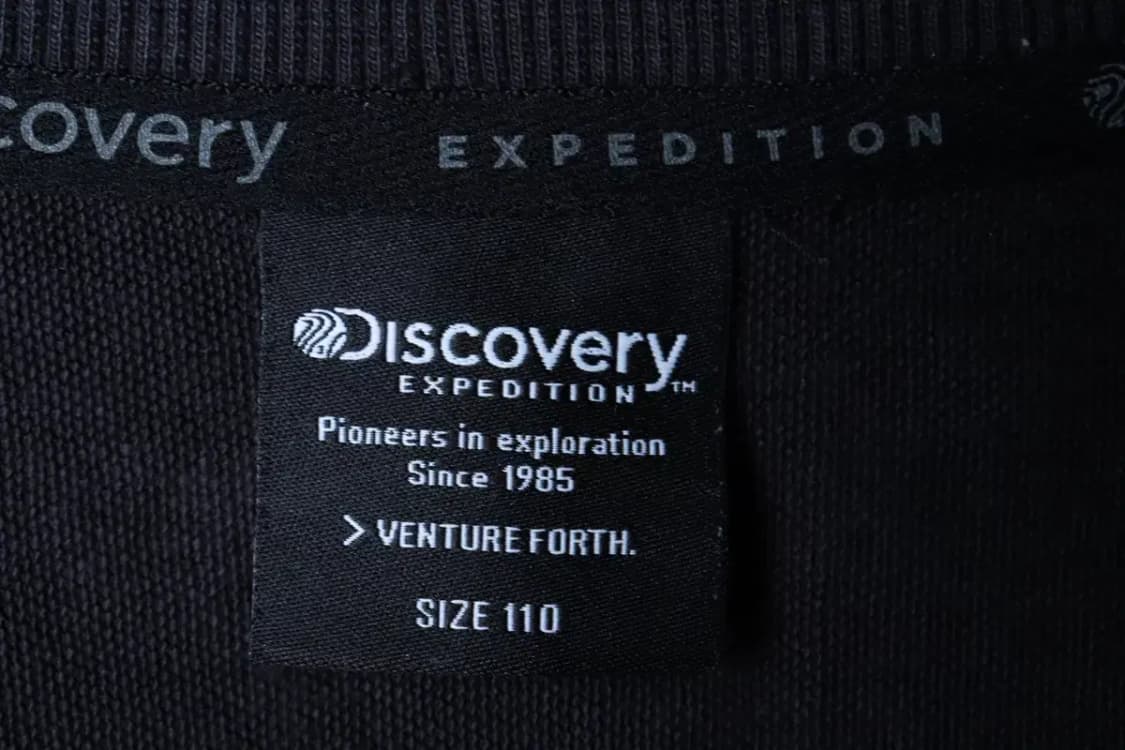 covery EXPEDITION
Discovery
EXPEDITION™
Pioneers in exploration
Since 1985
> VENTURE FORTH.
SIZE 110